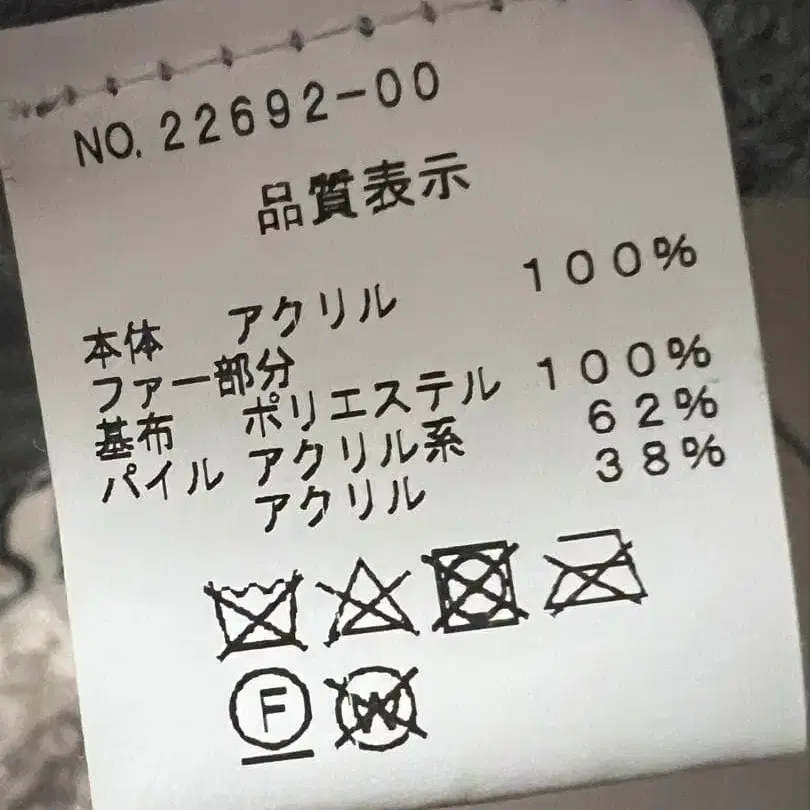 NO.22692-00
品質表示
本体 アクリル 100%
ファー部分
基布 ポリエステル 100%
パイル アクリル系 62%
アクリル 38%
F W